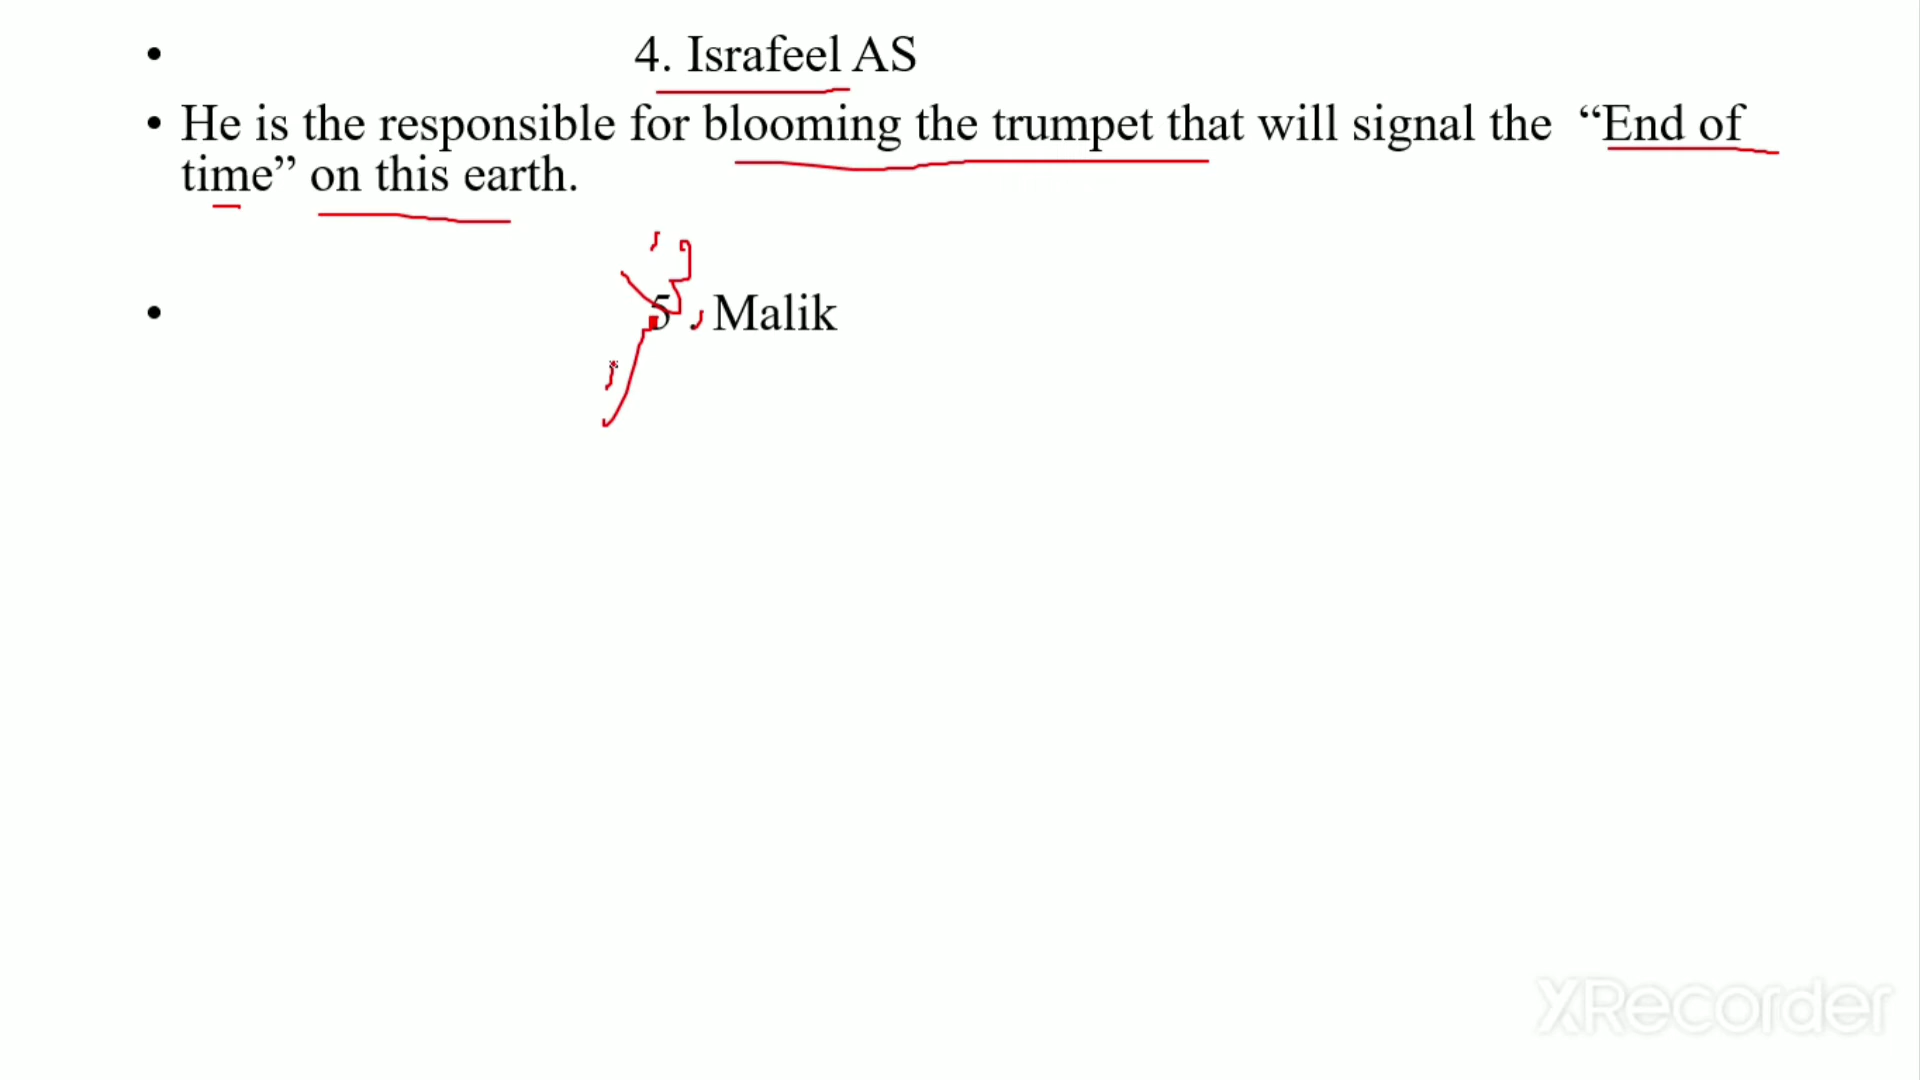 • 4. Israfeel AS
• He is the responsible for blooming the trumpet that will signal the “End of
time” on this earth.
• 5 . Malik
XRecorder